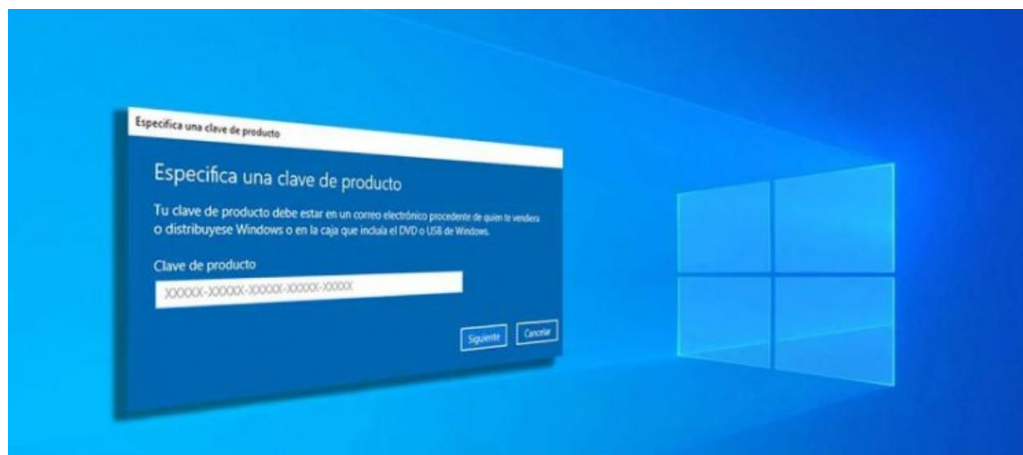 Especifica una clave de producto
Especifica una clave de producto
Tu clave de producto debe estar en un correo electrónico procedente de quien te vendiera
o distribuyese Windows o en la caja que incluía el DVD o USB de Windows.
Clave de producto
XXXXX-XXXXX-XXXXX-XXXXX-XXXXX
Siguiente Cancelar